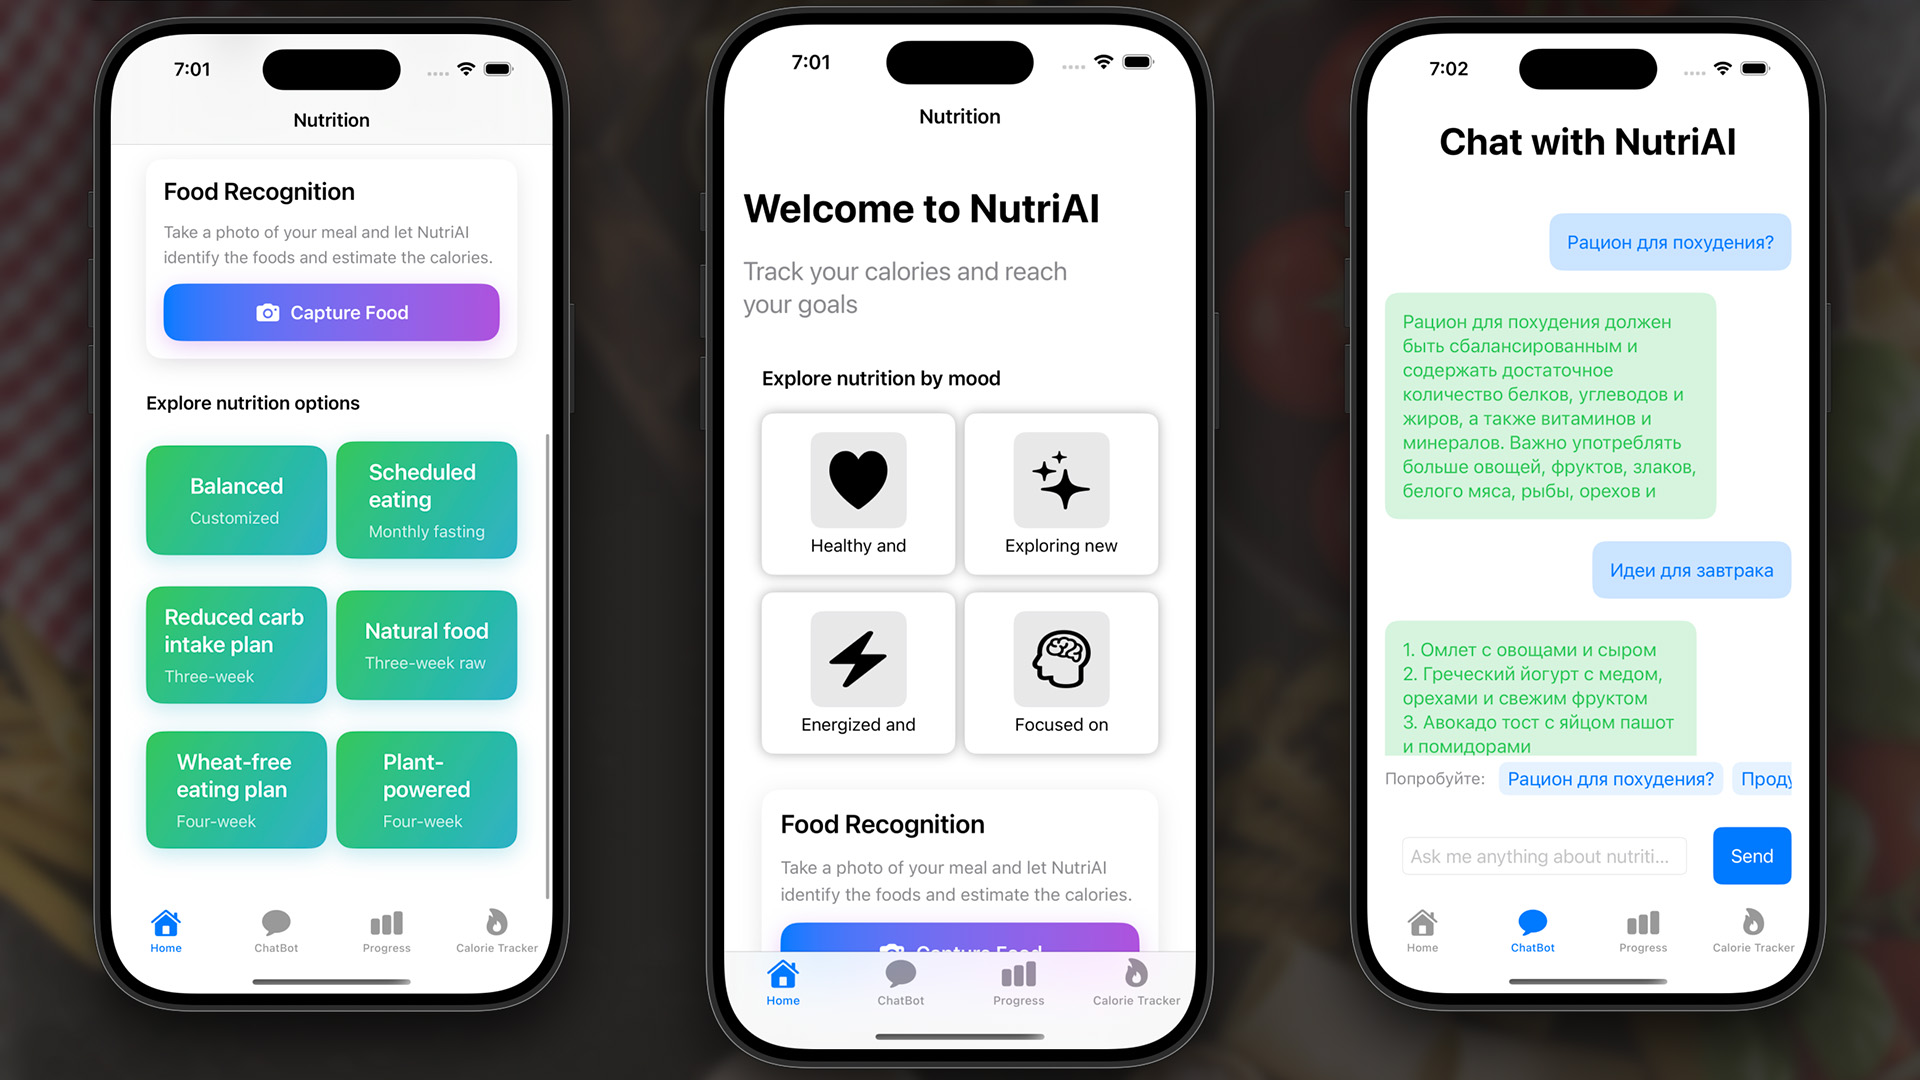 7:01
Nutrition
Food Recognition
Take a photo of your meal and let NutriAI
identify the foods and estimate the calories.
Capture Food
Explore nutrition options
Balanced
Customized
Scheduled
eating
Monthly fasting
Reduced carb
intake plan
Three-week
Natural food
Three-week raw
Wheat-free
eating plan
Four-week
Plant-
powered
Four-week
Home
ChatBot
Progress
Calorie Tracker
7:01
Nutrition
Welcome to NutriAI
Track your calories and reach
your goals
Explore nutrition by mood
Healthy and
Exploring new
Energized and
Focused on
Food Recognition
Take a photo of your meal and let NutriAI
identify the foods and estimate the calories.
Capture Food
Home
ChatBot
Progress
Calorie Tracker
7:02
Chat with NutriAI
Рацион для похудения?
Рацион для похудения должен
быть сбалансированным и
содержать достаточное
количество белков, углеводов и
жиров, а также витаминов и
минералов. Важно употреблять
больше овощей, фруктов, злаков,
белого мяса, рыбы, орехов и
Идеи для завтрака
1. Омлет с овощами и сыром
2. Греческий йогурт с медом,
орехами и свежим фруктом
3. Авокадо тост с яйцом пашот
и помидорами
Попробуйте:
Рацион для похудения?
Проду
Ask me anything about nutriti...
Send
Home
ChatBot
Progress
Calorie Tracker